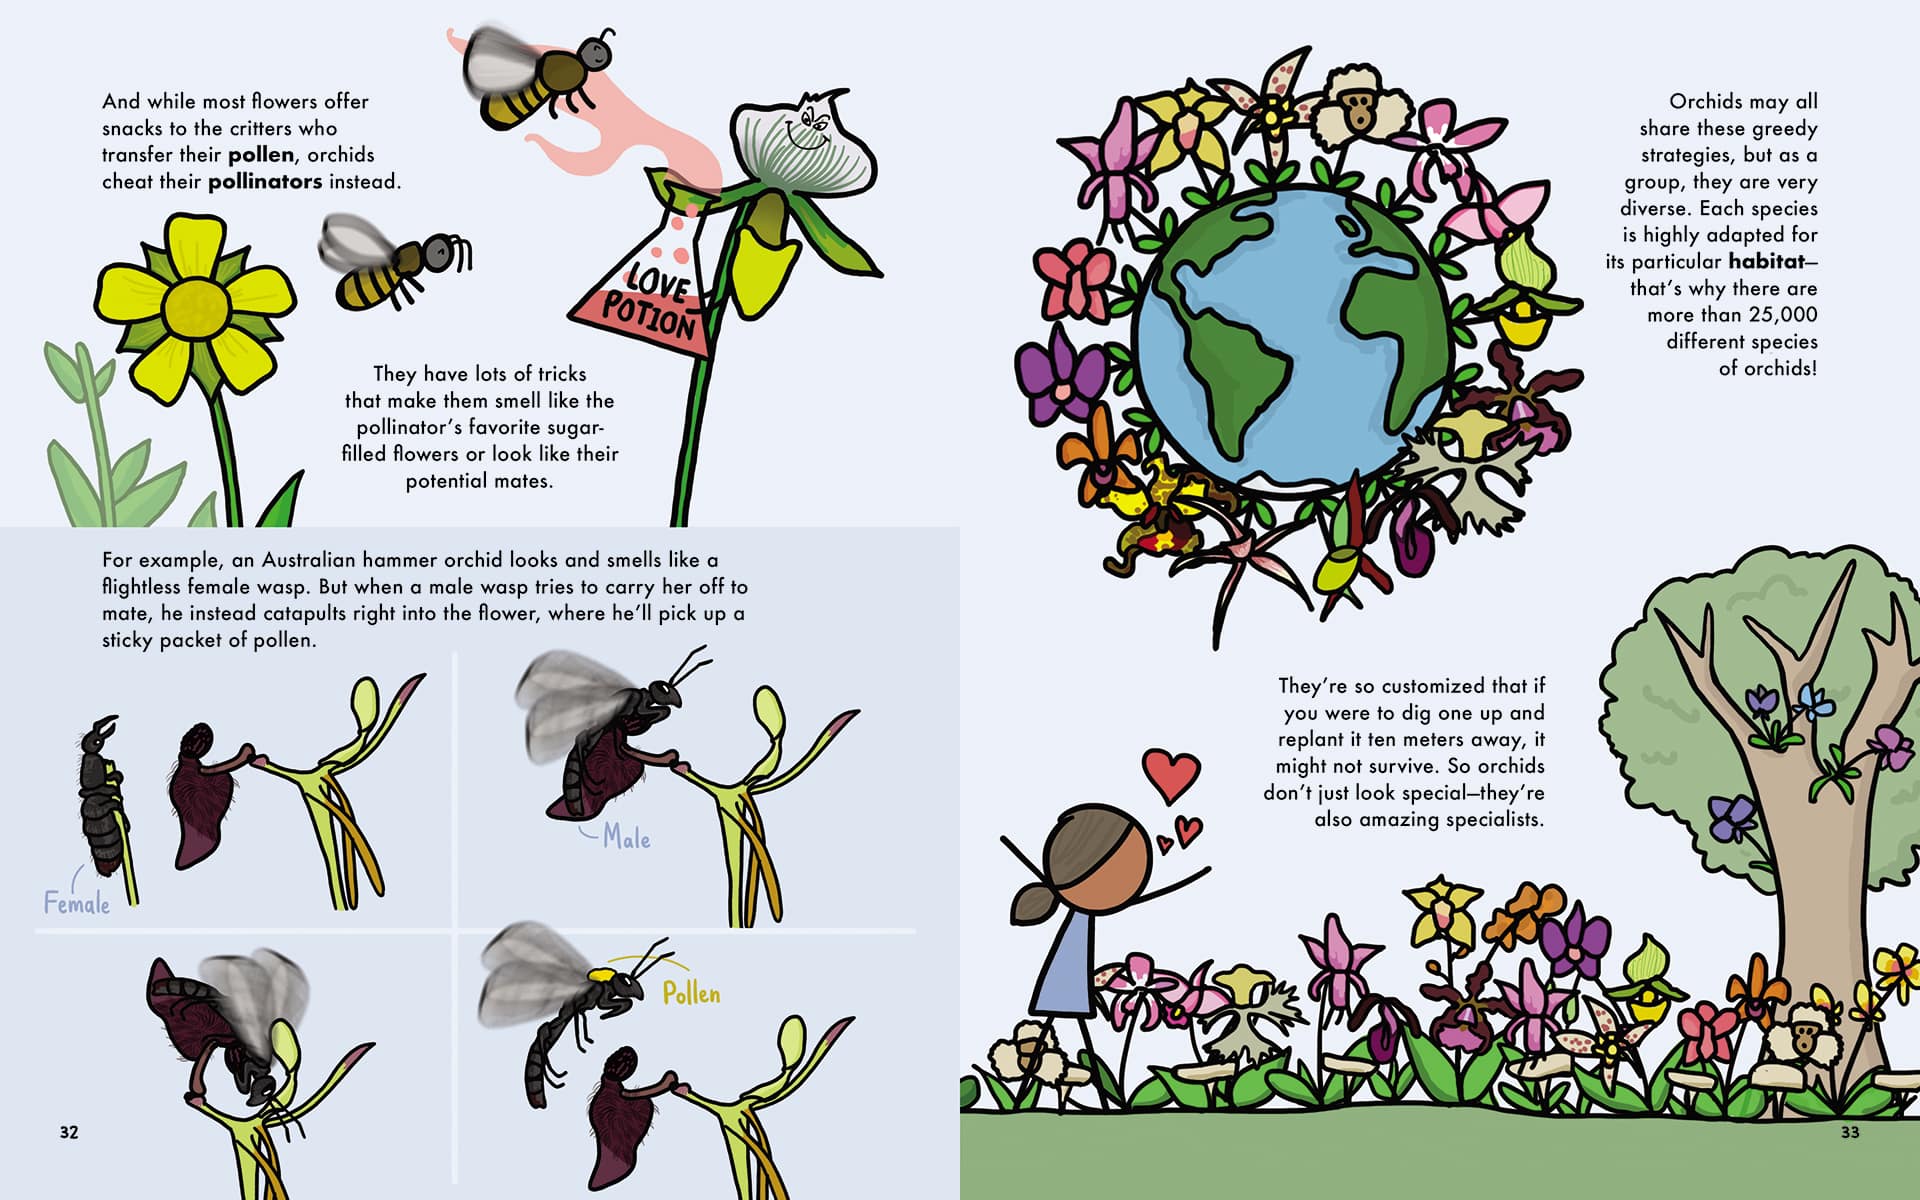 And while most flowers offer
snacks to the critters who
transfer their pollen, orchids
cheat their pollinators instead.
LOVE
POTION
They have lots of tricks
that make them smell like the
pollinator’s favorite sugar-
filled flowers or look like their
potential mates.
For example, an Australian hammer orchid looks and smells like a
flightless female wasp. But when a male wasp tries to carry her off to
mate, he instead catapults right into the flower, where he’ll pick up a
sticky packet of pollen.
Female
Male
Pollen
32
Orchids may all
share these greedy
strategies, but as a
group, they are very
diverse. Each species
is highly adapted for
its particular habitat—
that’s why there are
more than 25,000
different species
of orchids!
They’re so customized that if
you were to dig one up and
replant it ten meters away, it
might not survive. So orchids
don’t just look special—they’re
also amazing specialists.
33